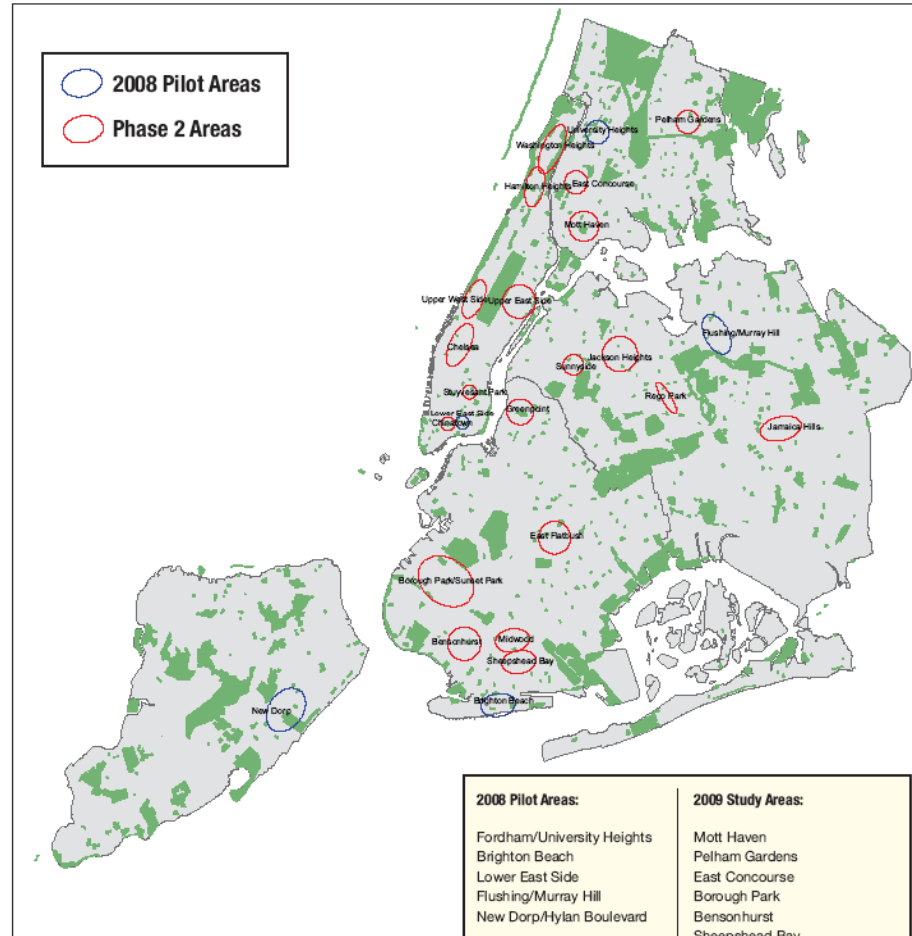 2008 Pilot Areas
Phase 2 Areas
Pelham Gardens
University Heights
Washington Heights
East Concourse
Hamilton Heights
Mott Haven
Upper West Side
Upper East Side
Flushing/Murray Hill
Chelsea
Jackson Heights
Sunnyside
Stuyvesant Park
Rego Park
Greenpoint
Lower East Side
Chinatown
Jamaica Hills
East Flatbush
Borough Park/Sunset Park
Bensonhurst
Midwood
Sheepshead Bay
Brighton Beach
New Dorp
2008 Pilot Areas:
Fordham/University Heights
Brighton Beach
Lower East Side
Flushing/Murray Hill
New Dorp/Hylan Boulevard
2009 Study Areas:
Mott Haven
Pelham Gardens
East Concourse
Borough Park
Bensonhurst
Sheepshead Bay